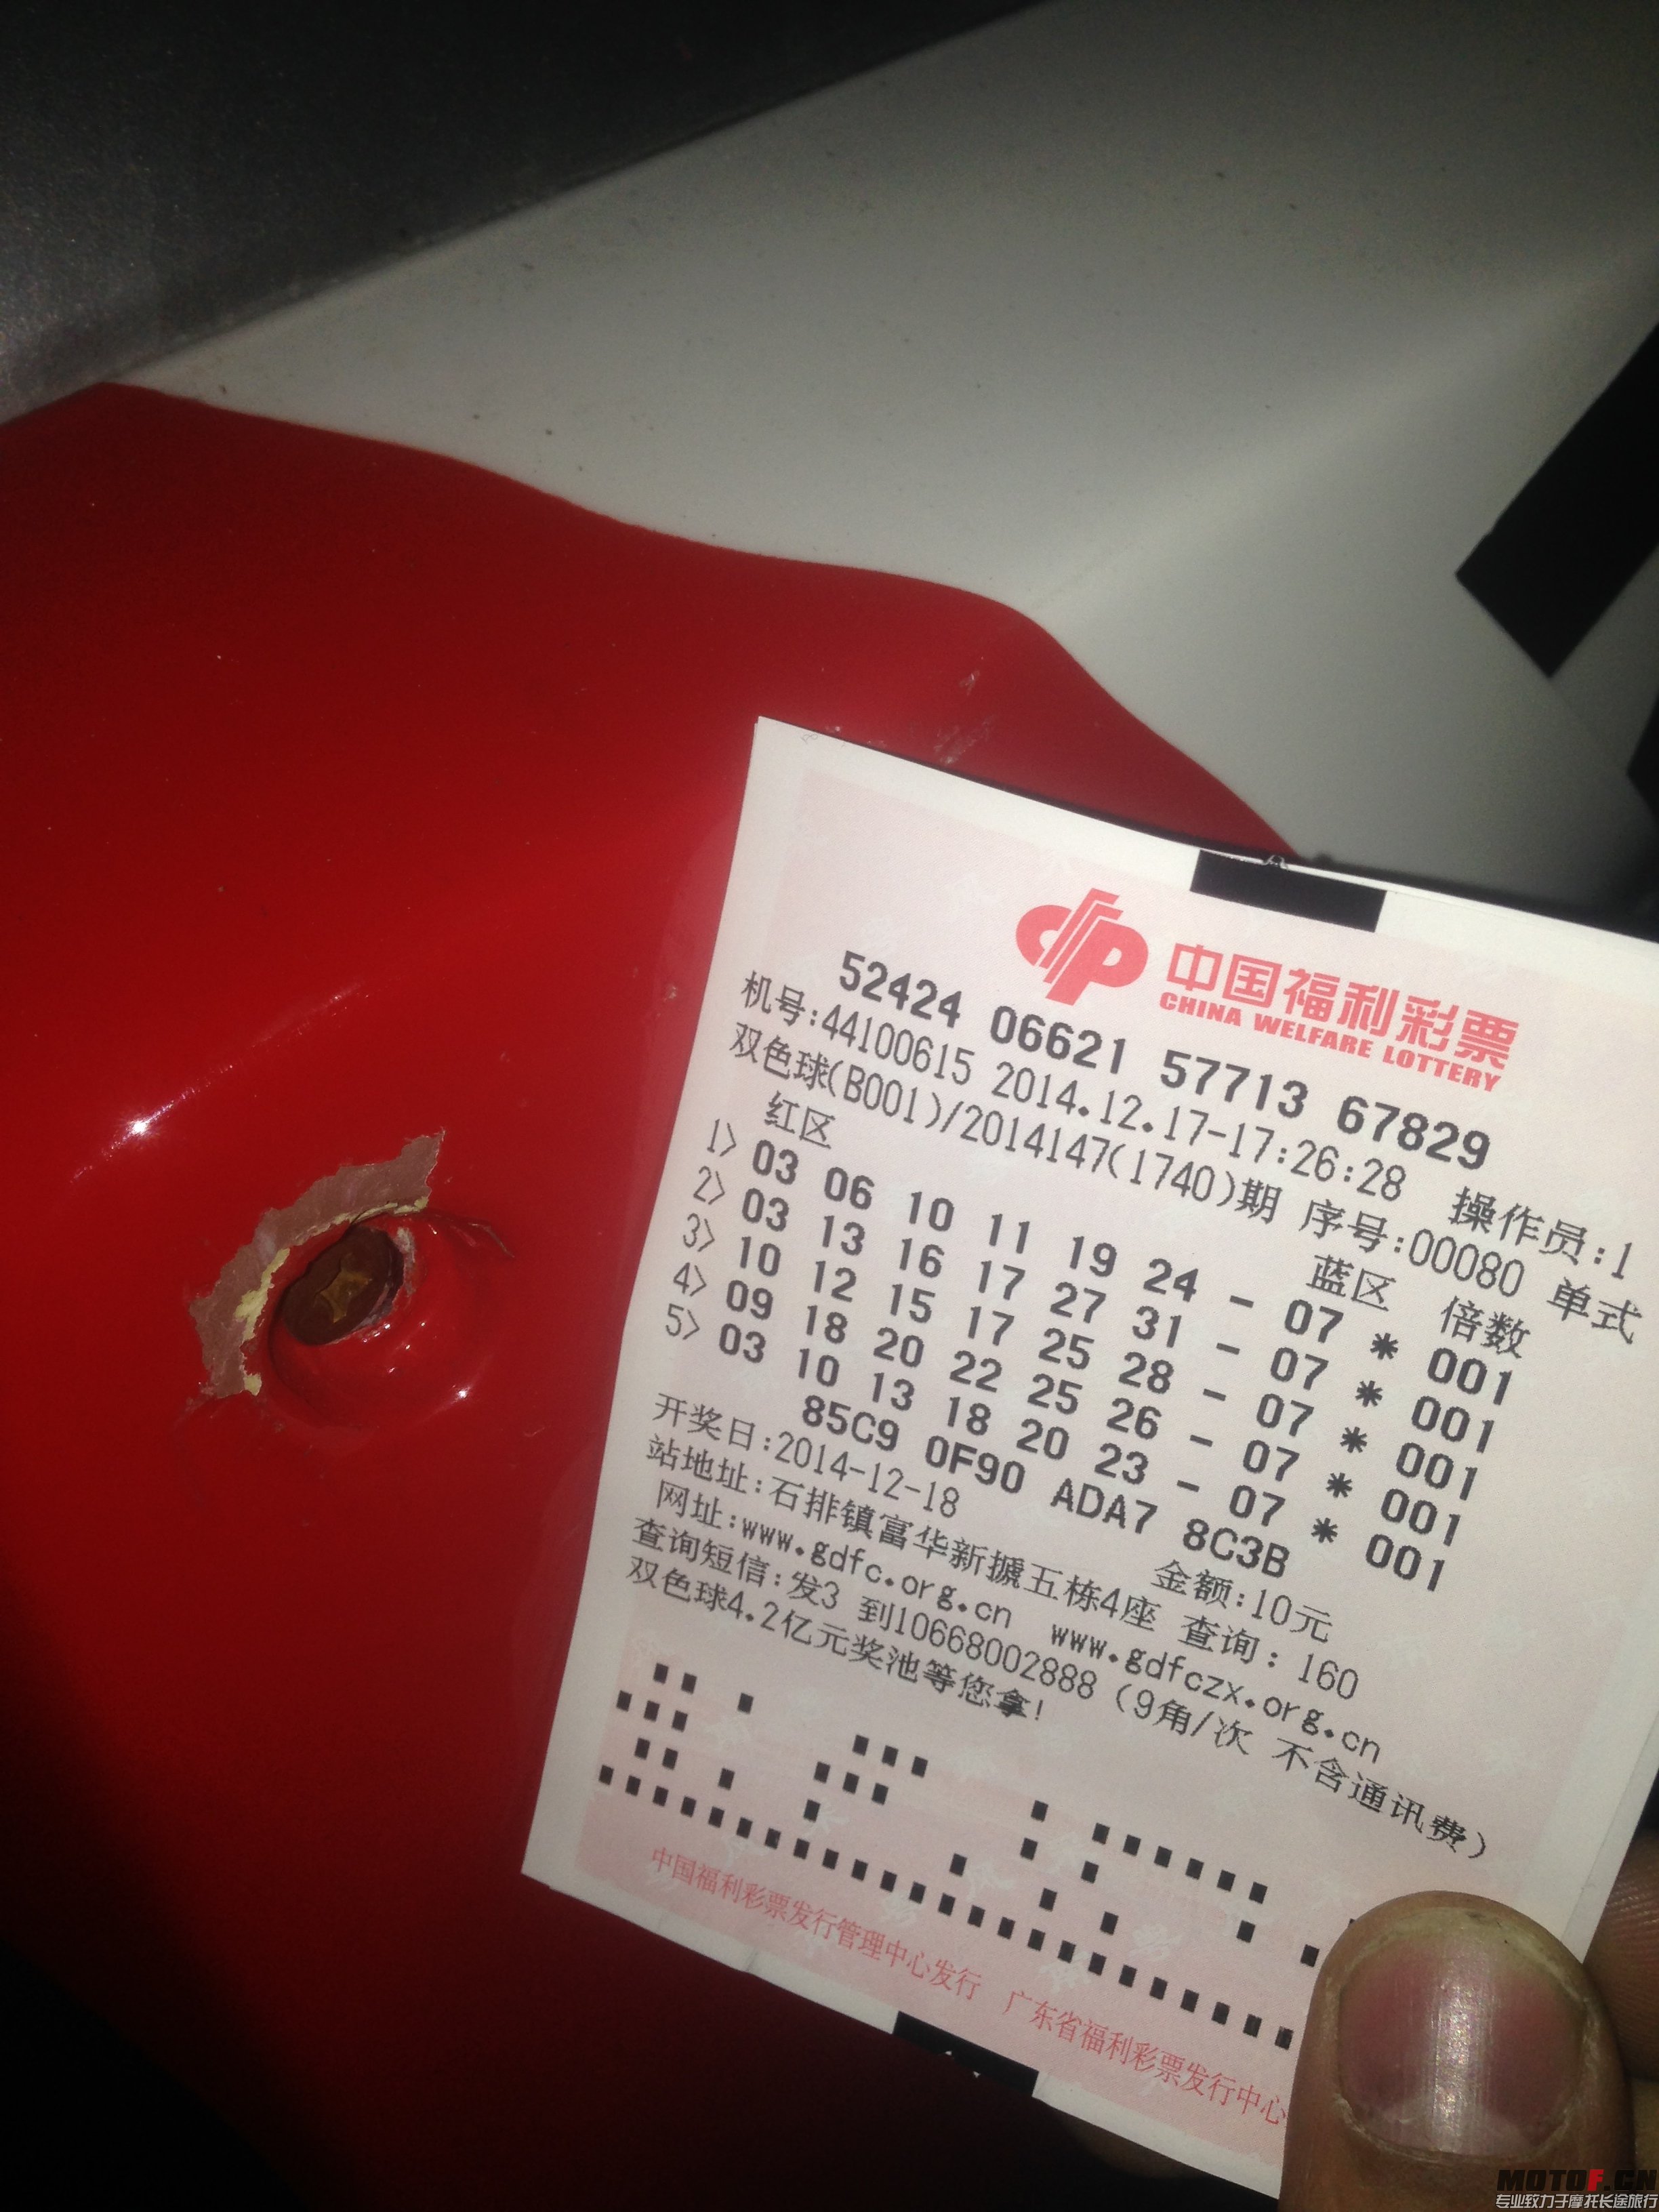 中国福利彩票
CHINA WELFARE LOTTERY
52424 06621 57713 67829
机号:44100615 2014.12.17-17:26:28 操作员:1
双色球(B001)/2014147(1740)期 序号:00080 单式
红区 蓝区 倍数
1> 03 06 10 11 19 24 - 07 * 001
2> 03 13 16 17 27 31 - 07 * 001
3> 10 12 15 17 25 28 - 07 * 001
4> 09 18 20 22 25 26 - 07 * 001
5> 03 10 13 18 20 23 - 07 * 001
85C9 0F90 ADA7 8C3B
开奖日:2014-12-18 金额:10元
站地址:石排镇富华新搋五栋4座 查询: 160
网址:www.gdfc.org.cn www.gdfczx.org.cn
查询短信:发3 到10668002888 (9角/次 不含通讯费)
双色球4.2亿元奖池等您拿!
中国福利彩票发行管理中心发行 广东省福利彩票发行中心
MOTOF.CN
专业致力于摩托长途旅行